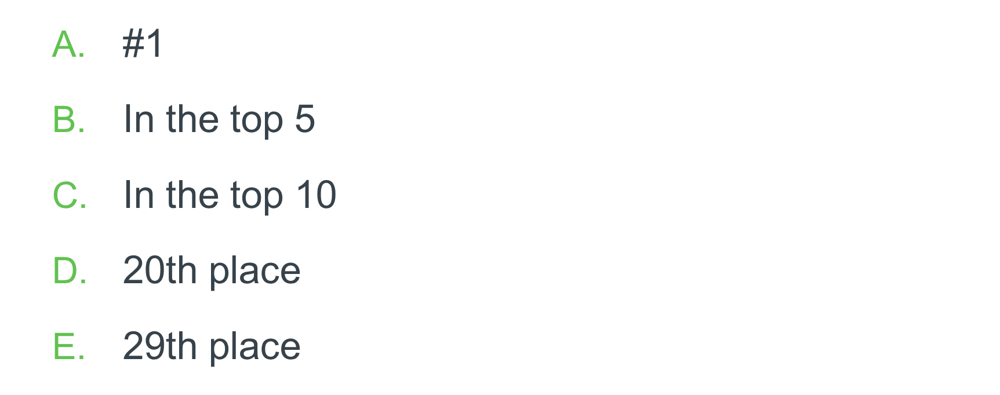 A. #1
B. In the top 5
C. In the top 10
D. 20th place
E. 29th place